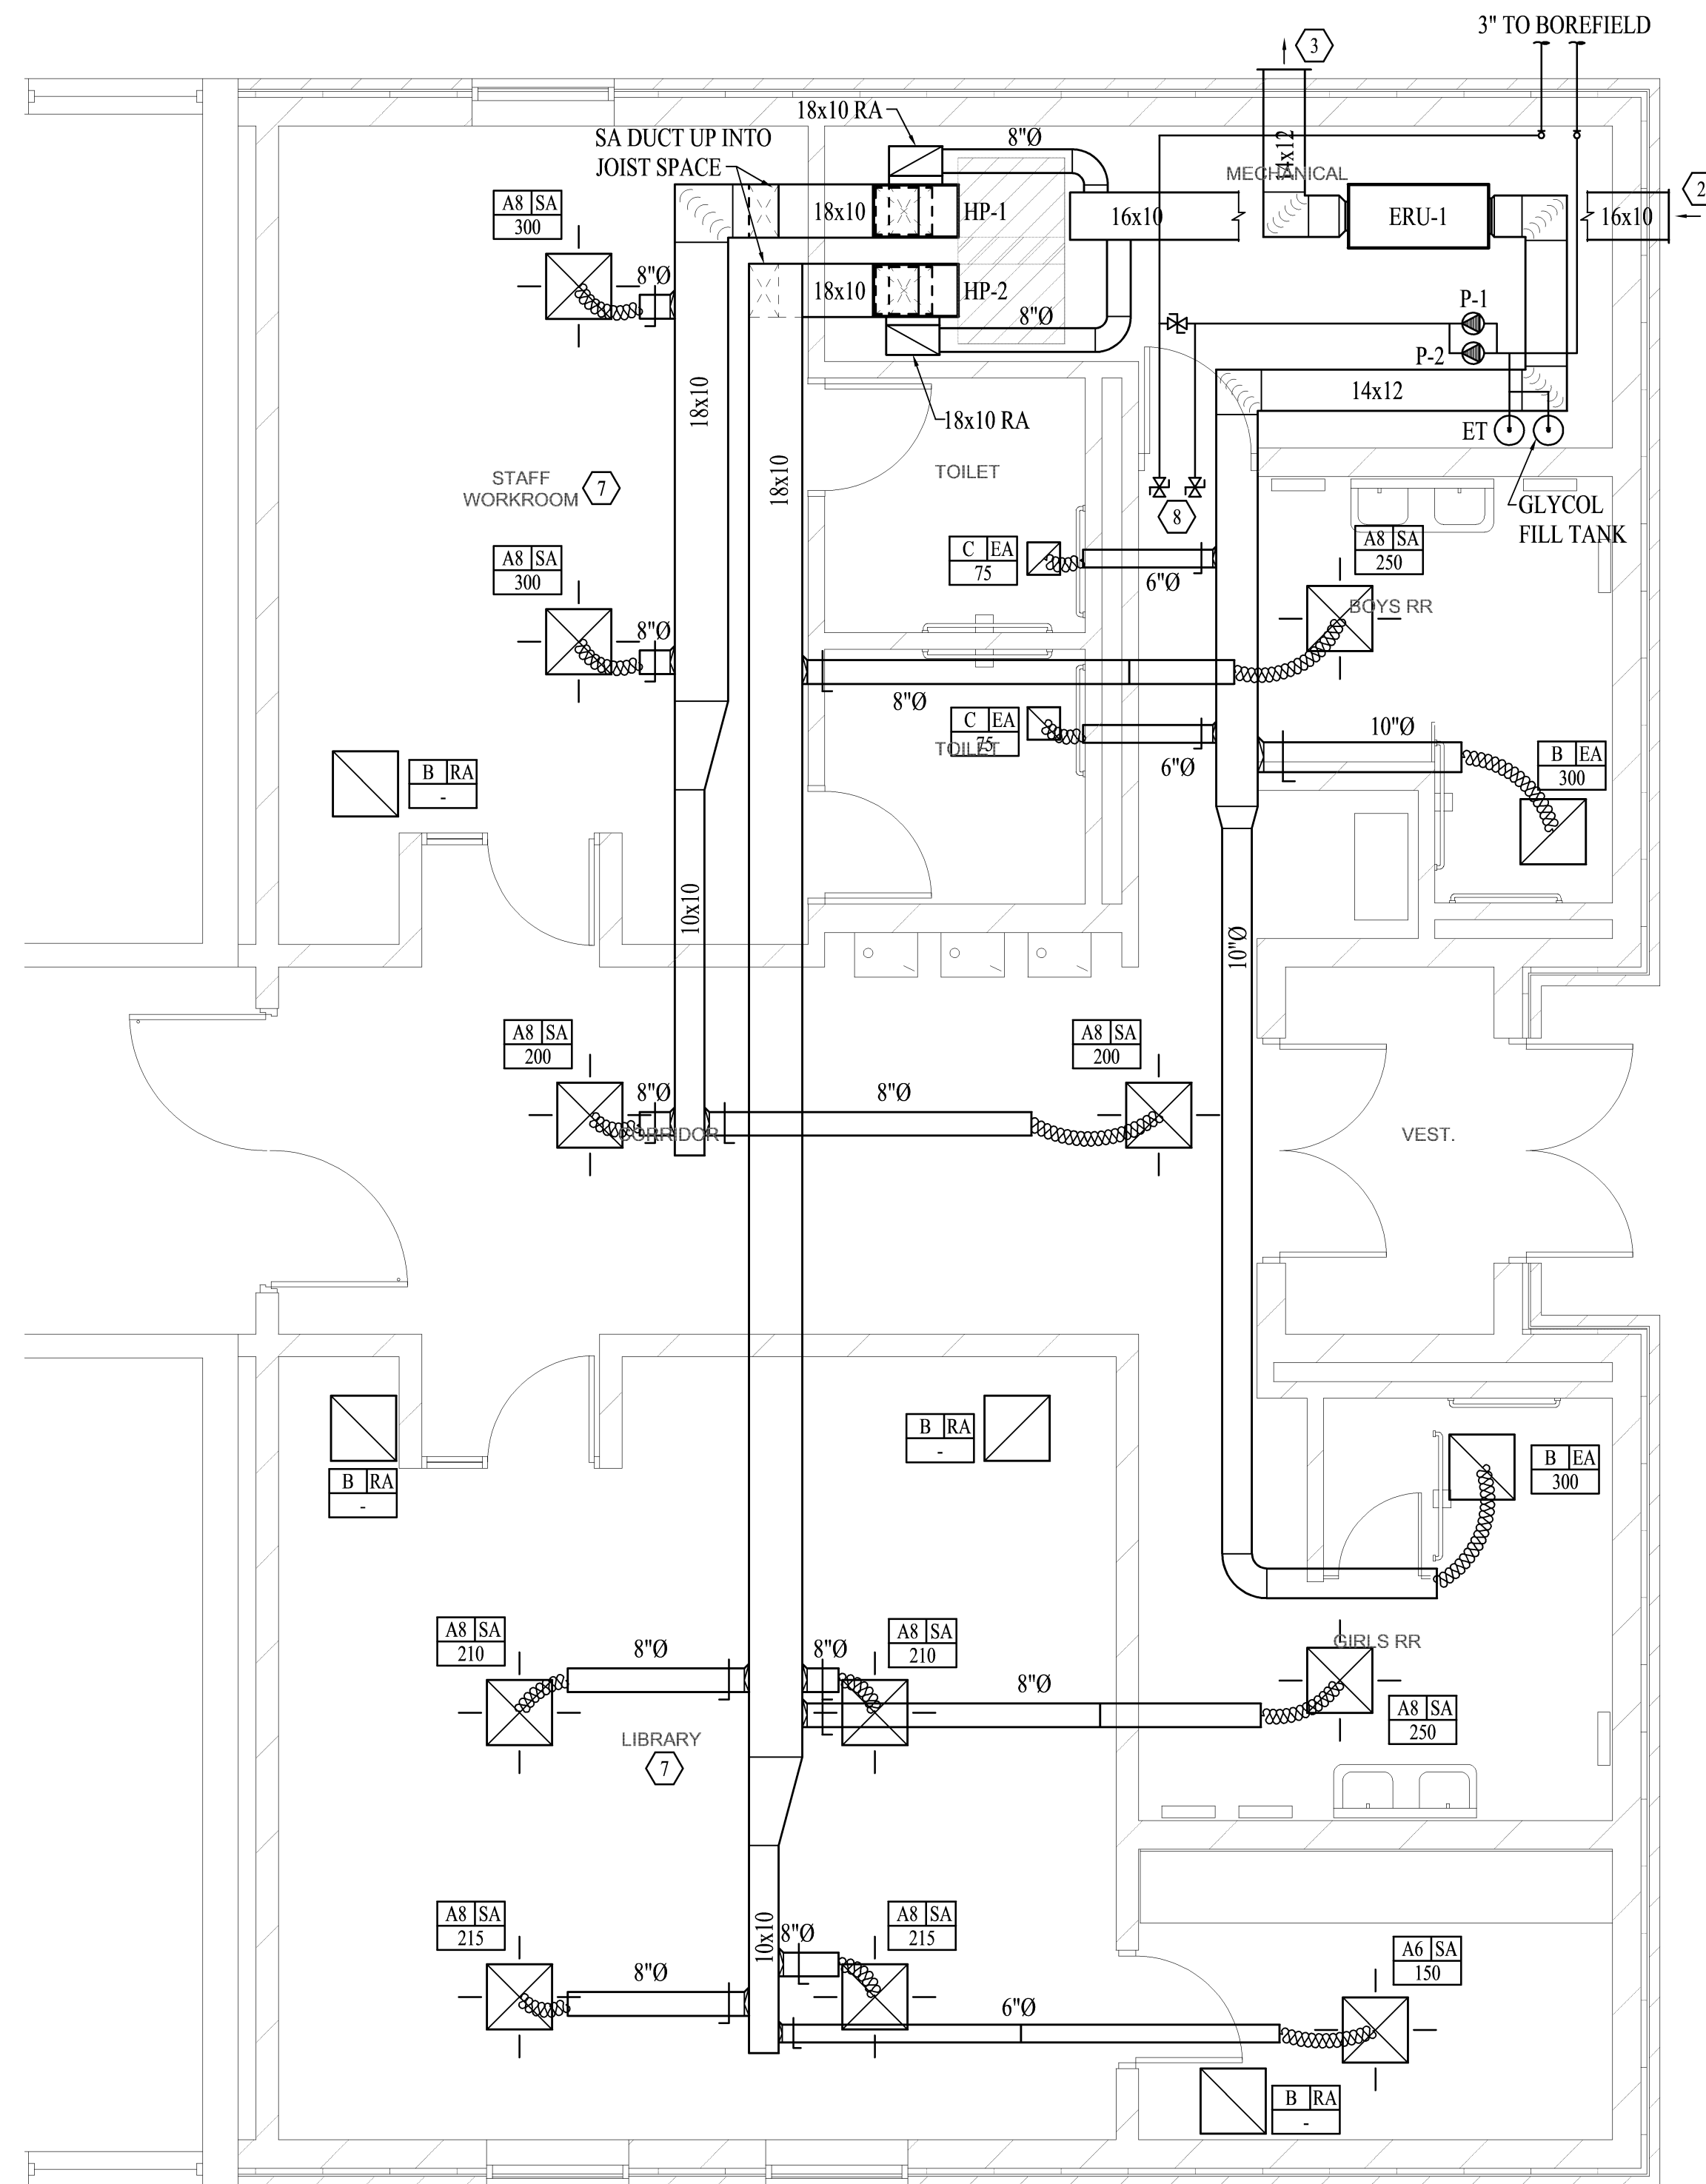 3" TO BOREFIELD
3
18x10 RA
8"Ø
SA DUCT UP INTO
JOIST SPACE
14x12
MECHANICAL
2
A8 SA
300
18x10
HP-1
16x10
ERU-1
16x10
8"Ø
18x10
HP-2
8"Ø
P-1
P-2
18x10
14x12
18x10 RA
ET
18x10
TOILET
STAFF
WORKROOM
7
GLYCOL
FILL TANK
8
A8 SA
300
C EA
75
6"Ø
A8 SA
250
BOYS RR
8"Ø
8"Ø
C EA
75
TOILET
6"Ø
10"Ø
B EA
300
B RA
-
10x10
10"Ø
A8 SA
200
A8 SA
200
8"Ø
8"Ø
CORRIDOR
VEST.
B RA
-
B RA
-
B EA
300
A8 SA
210
8"Ø
8"Ø
A8 SA
210
GIRLS RR
8"Ø
A8 SA
250
LIBRARY
7
A8 SA
215
10x10
8"Ø
A8 SA
215
8"Ø
A6 SA
150
6"Ø
B RA
-